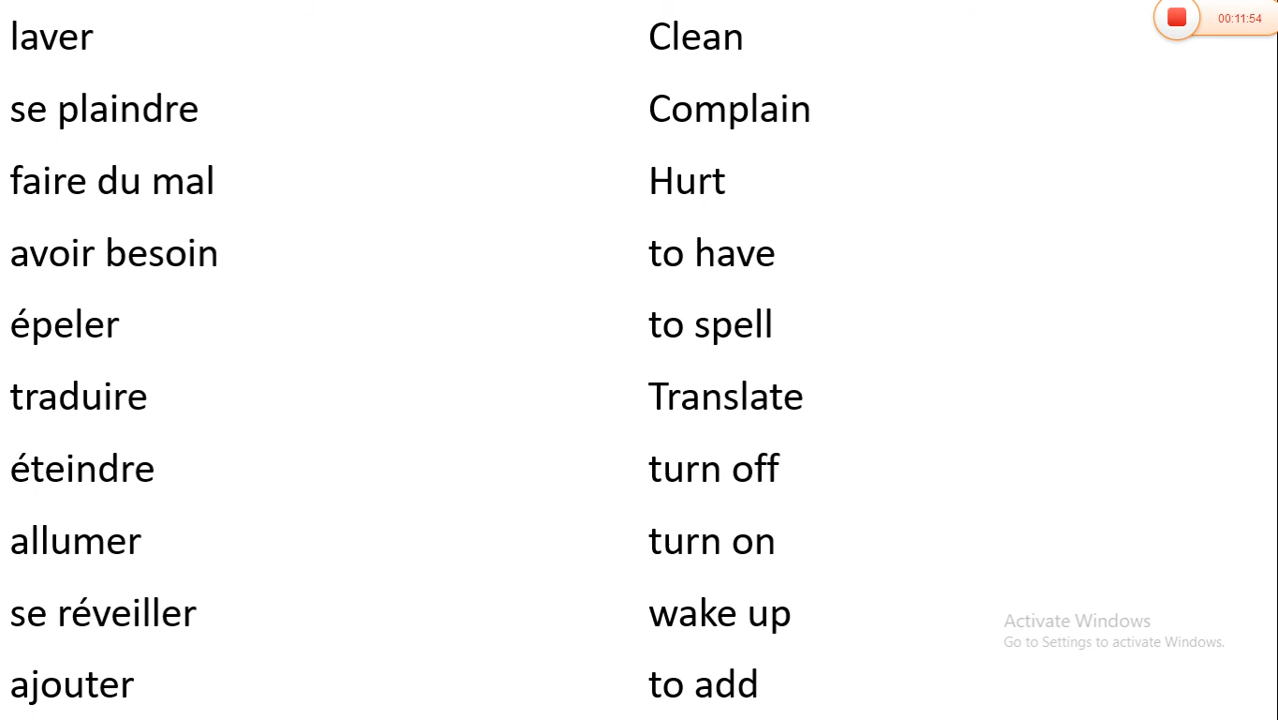 00:11:54
laver Clean
se plaindre Complain
faire du mal Hurt
avoir besoin to have
épeler to spell
traduire Translate
éteindre turn off
allumer turn on
se réveiller wake up
Activate Windows
Go to Settings to activate Windows.
ajouter to add